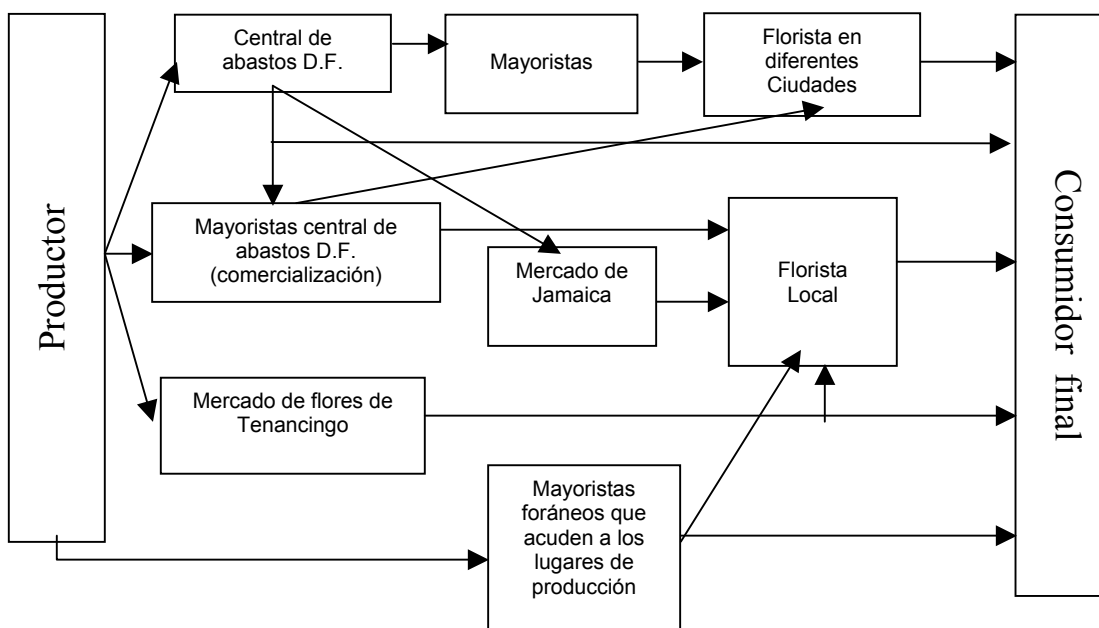 Productor
Central de
abastos D.F.
Mayoristas
Florista en
diferentes
Ciudades
Mayoristas central de
abastos D.F.
(comercialización)
Mercado de
Jamaica
Florista
Local
Mercado de flores de
Tenancingo
Mayoristas
foráneos que
acuden a los
lugares de
producción
Consumidor final